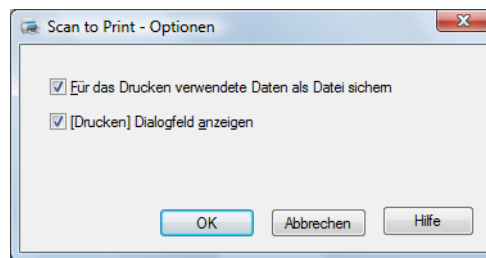 Scan to Print - Optionen
Für das Drucken verwendete Daten als Datei sichern
[Drucken] Dialogfeld anzeigen
OK Abbrechen Hilfe